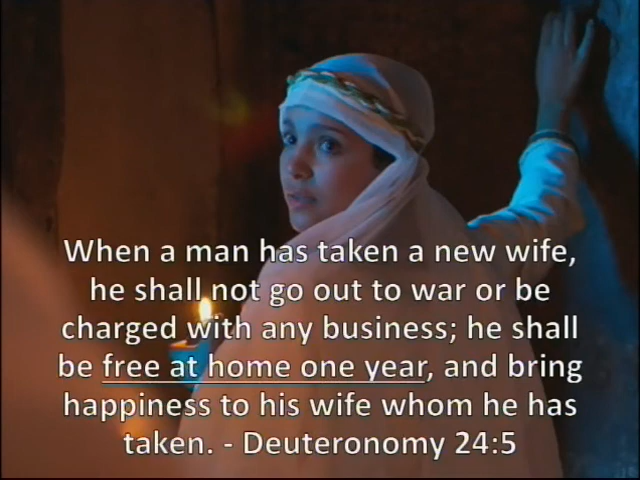 When a man has taken a new wife,
he shall not go out to war or be
charged with any business; he shall
be free at home one year, and bring
happiness to his wife whom he has
taken. - Deuteronomy 24:5